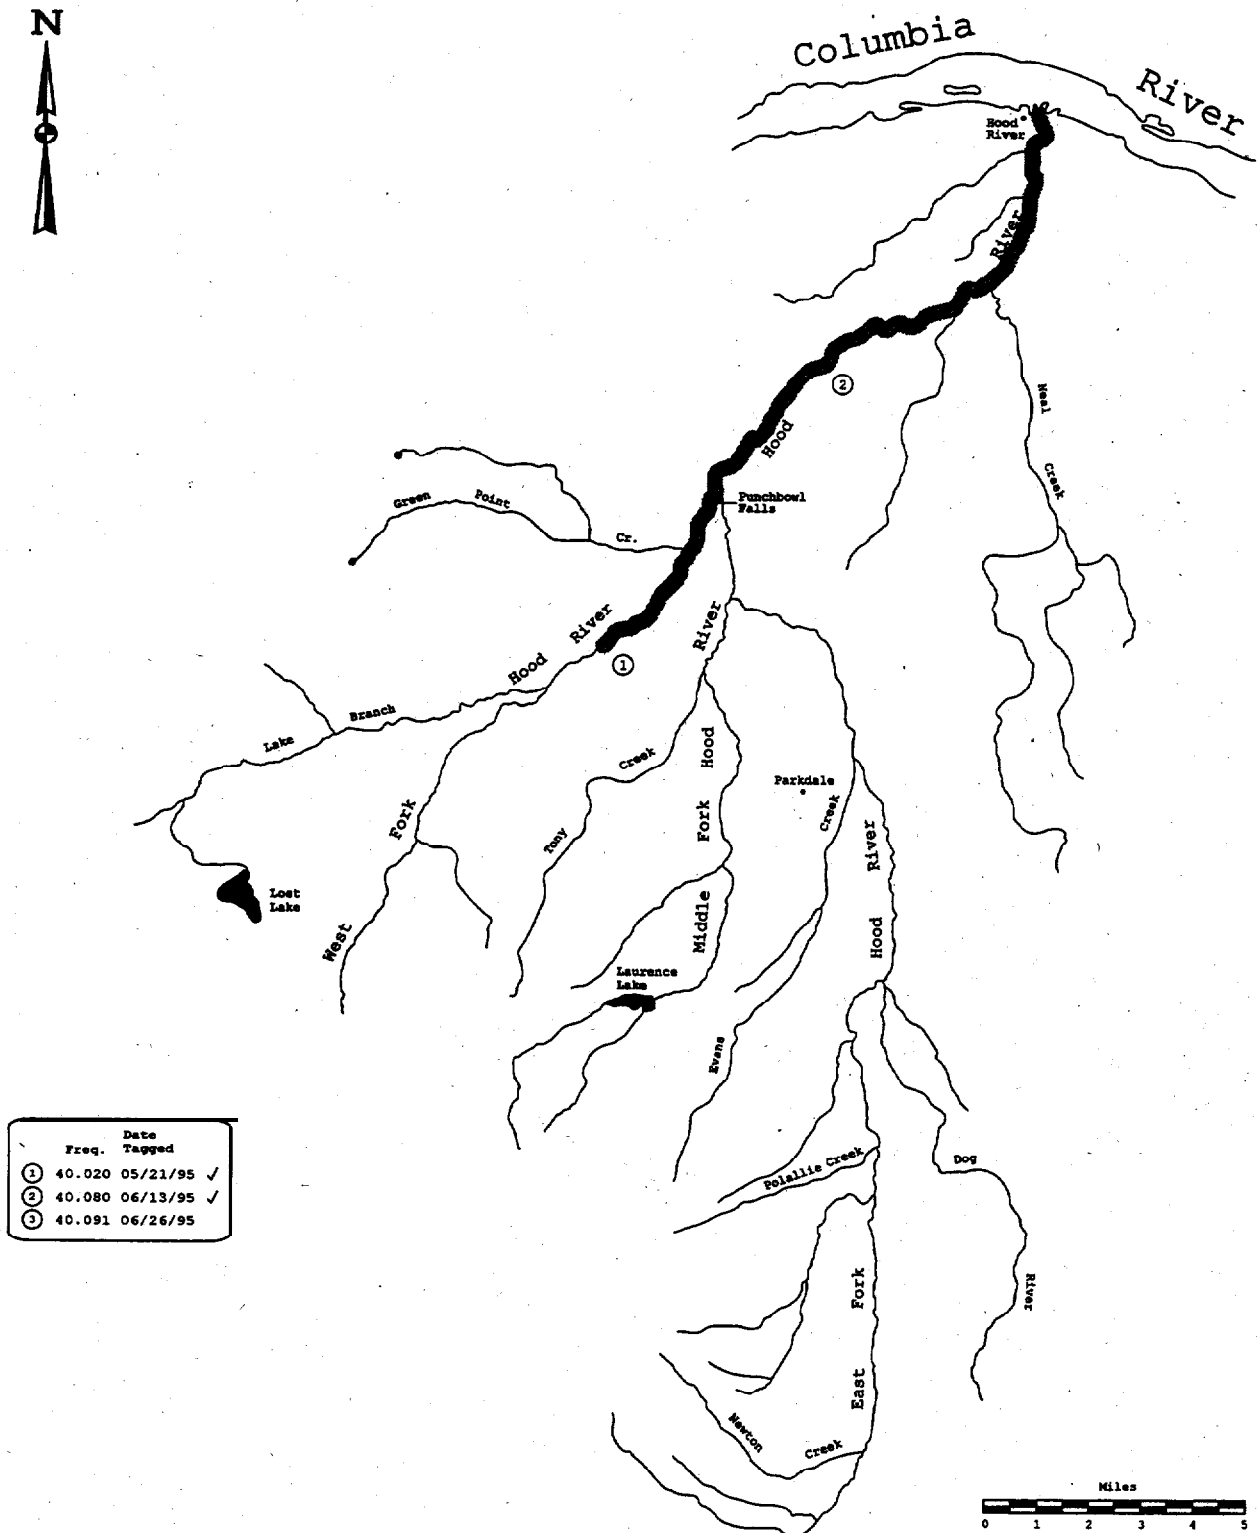 N
Columbia
River
Hood
River
River
2
Neal
Hood
Creek
Green Point
Punchbowl
Falls
Cr.
River
River
1
Hood
Branch
Hood
Lake
Creek
Parkdale
Creek
Fork
Fork
River
Tony
Lost
Lake
Middle
Hood
West
Laurence
Lake
Evans
Date
Freq. Tagged
1 40.020 05/21/95 ✓
2 40.080 06/13/95 ✓
3 40.091 06/26/95
Dog
Polallie Creek
Fork
River
East
Newton
Creek
Miles
0 1 2 3 4 5